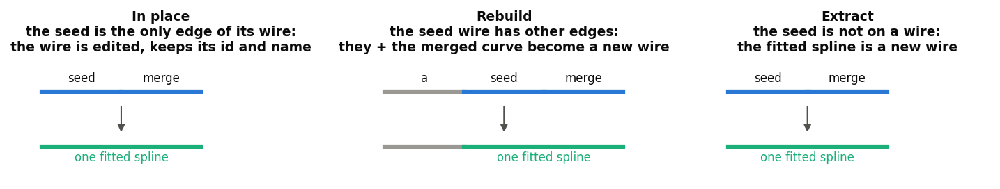 In place
the seed is the only edge of its wire:
the wire is edited, keeps its id and name
seed
merge
one fitted spline
Rebuild
the seed wire has other edges:
they + the merged curve become a new wire
a
seed
merge
one fitted spline
Extract
the seed is not on a wire:
the fitted spline is a new wire
seed
merge
one fitted spline